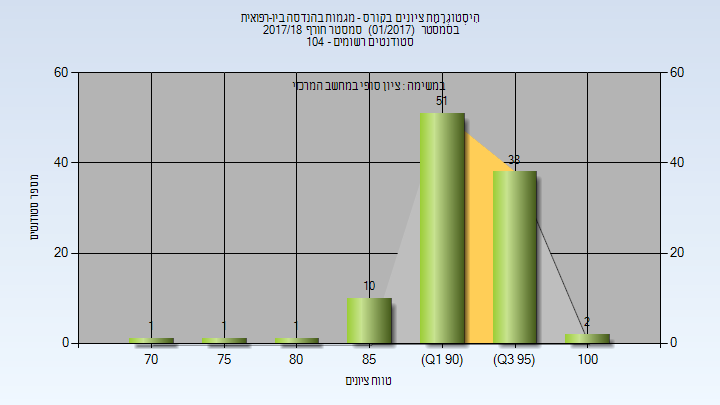 היסטוגרמת ציונים בקורס - מגמות בהנדסה ביו-רפואית
בסמסטר (01/2017) סמסטר חורף 2017/18
סטודנטים רשומים - 104
במשימה : ציון סופי במחשב המרכזי
60
40
20
0
60
40
20
0
מספר סטודנטים
1
1
1
10
51
38
2
70
75
80
85
(Q1 90)
(Q3 95)
100
טווח ציונים